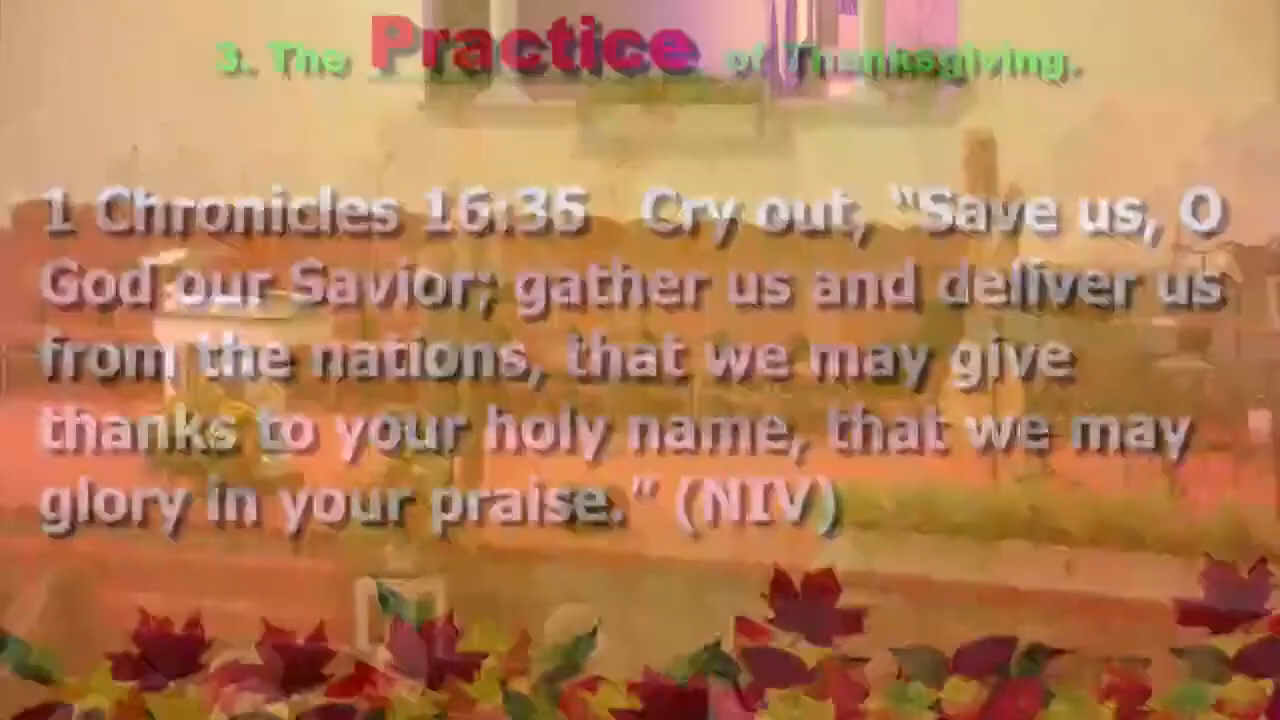 3. The Practice of Thanksgiving.
1 Chronicles 16:35 Cry out, “Save us, O
God our Savior; gather us and deliver us
from the nations, that we may give
thanks to your holy name, that we may
glory in your praise.” (NIV)